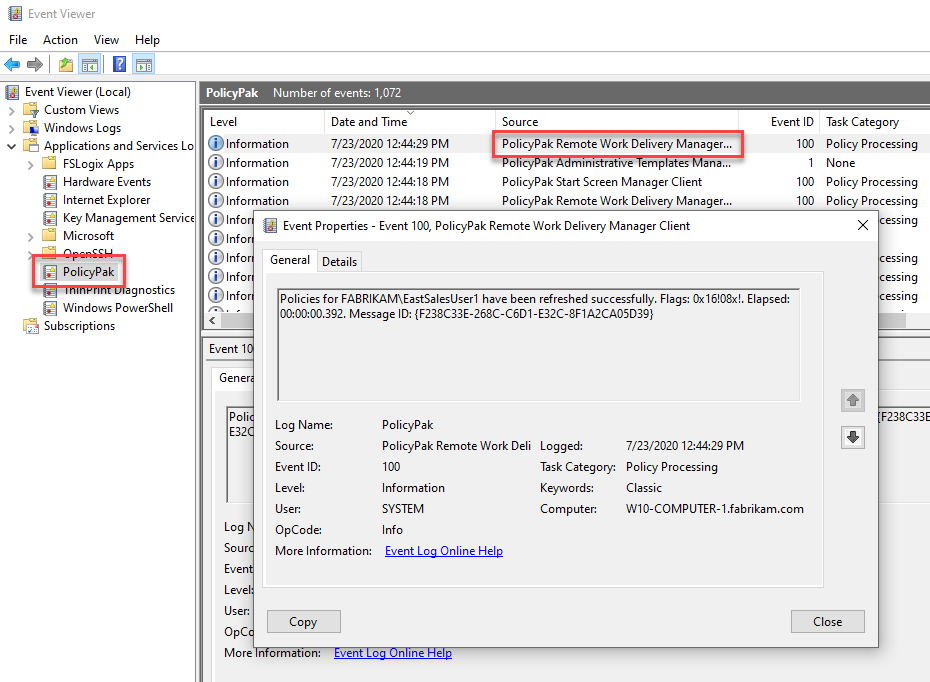 Event Viewer
File Action View Help
Event Viewer (Local)
Custom Views
Windows Logs
Applications and Services Lo
FSLogix Apps
Hardware Events
Internet Explorer
Key Management Service
Microsoft
OpenSSH
PolicyPak
ThinPrint Diagnostics
Windows PowerShell
Subscriptions
PolicyPak Number of events: 1,072
Level Date and Time Source Event ID Task Category
Information 7/23/2020 12:44:29 PM PolicyPak Remote Work Delivery Manager... 100 Policy Processing
Information 7/23/2020 12:44:19 PM PolicyPak Administrative Templates Mana... 1 None
Information 7/23/2020 12:44:18 PM PolicyPak Start Screen Manager Client 100 Policy Processing
Information 7/23/2020 12:44:18 PM PolicyPak Remote Work Delivery Manager... 100 Policy Processing
Event Properties - Event 100, PolicyPak Remote Work Delivery Manager Client
General Details
Policies for FABRIKAM\EastSalesUser1 have been refreshed successfully. Flags: 0x16!08x!. Elapsed:
00:00:00.392. Message ID: {F238C33E-268C-C6D1-E32C-8F1A2CA05D39}
Log Name: PolicyPak
Source: PolicyPak Remote Work Deli Logged: 7/23/2020 12:44:29 PM
Event ID: 100 Task Category: Policy Processing
Level: Information Keywords: Classic
User: SYSTEM Computer: W10-COMPUTER-1.fabrikam.com
OpCode: Info
More Information: Event Log Online Help
Copy Close
Event 10
Genera
Polic
E32C
{F238C33E
Log N
Sourc
Event
Level:
User:
OpCo
More Information: Event Log Online Help